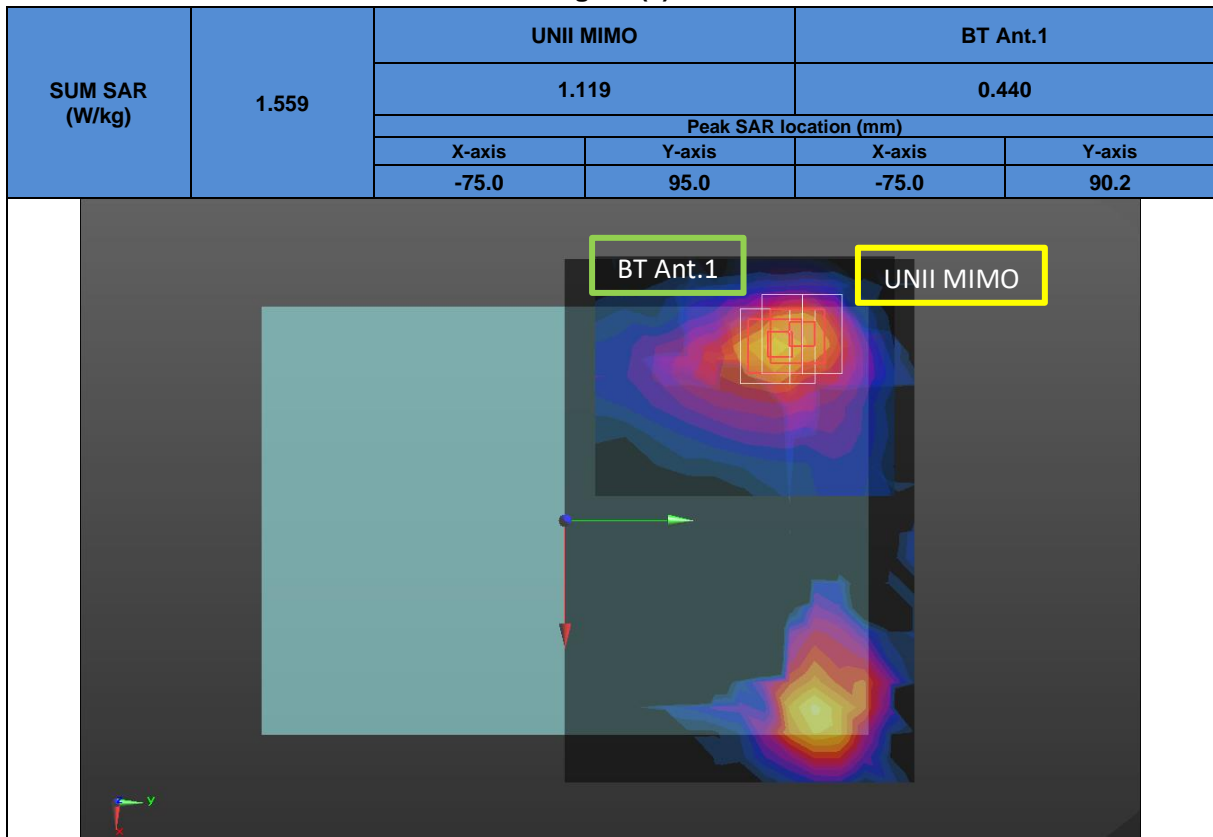 UNII MIMO BT Ant.1
SUM SAR
(W/kg) 1.559 1.119 0.440
Peak SAR location (mm)
X-axis Y-axis X-axis Y-axis
-75.0 95.0 -75.0 90.2
BT Ant.1 UNII MIMO
y
x